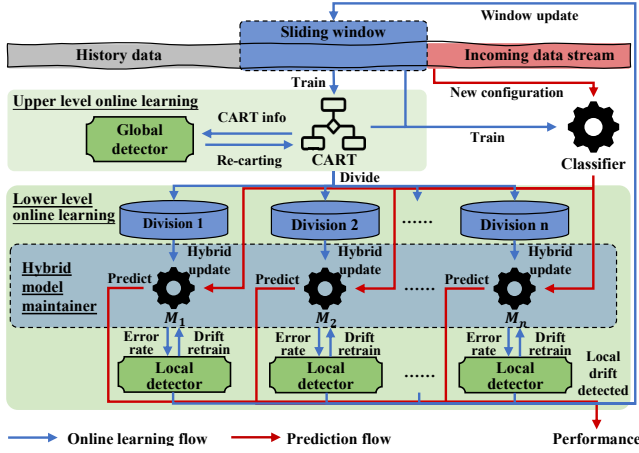 Window update
Sliding window
History data
Incoming data stream
Train
New configuration
Upper level online learning
Global
detector
CART info
Re-carting
CART
Train
Classifier
Divide
Lower level
online learning
Division 1
Division 2
......
Division n
Hybrid
model
maintainer
Predict
Hybrid
update
Predict
Hybrid
update
......
Predict
Hybrid
update
M1
M2
Mn
Error
rate
Drift
retrain
Error
rate
Drift
retrain
Error
rate
Drift
retrain
Local
detector
Local
detector
......
Local
detector
Local
drift
detected
Online learning flow
Prediction flow
Performance